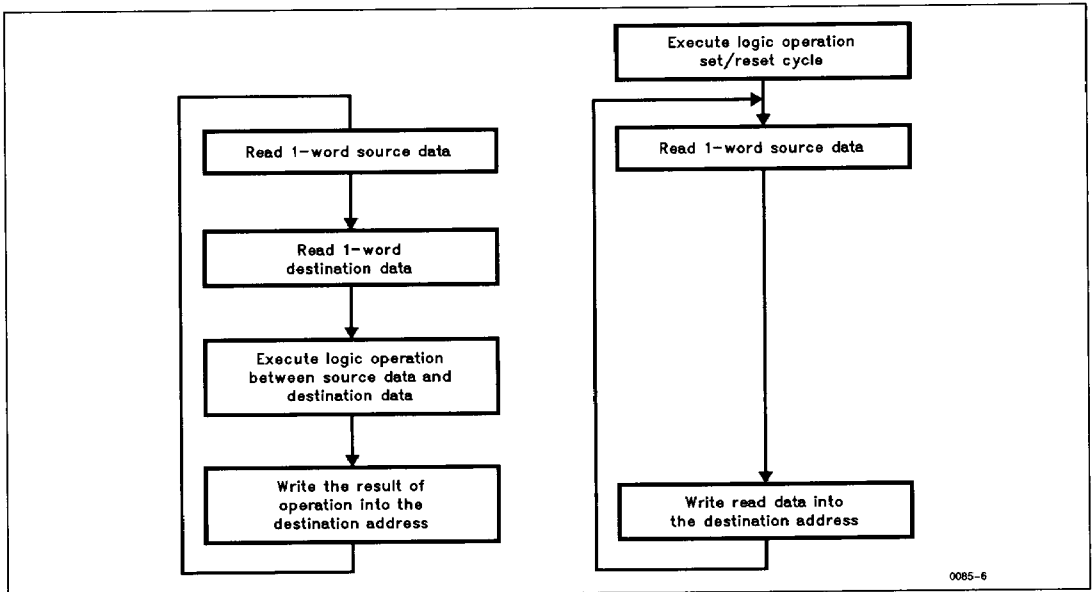 Read 1-word source data
Read 1-word
destination data
Execute logic operation
between source data and
destination data
Write the result of
operation into the
destination address
Execute logic operation
set/reset cycle
Read 1-word source data
Write read data into
the destination address
0085-6